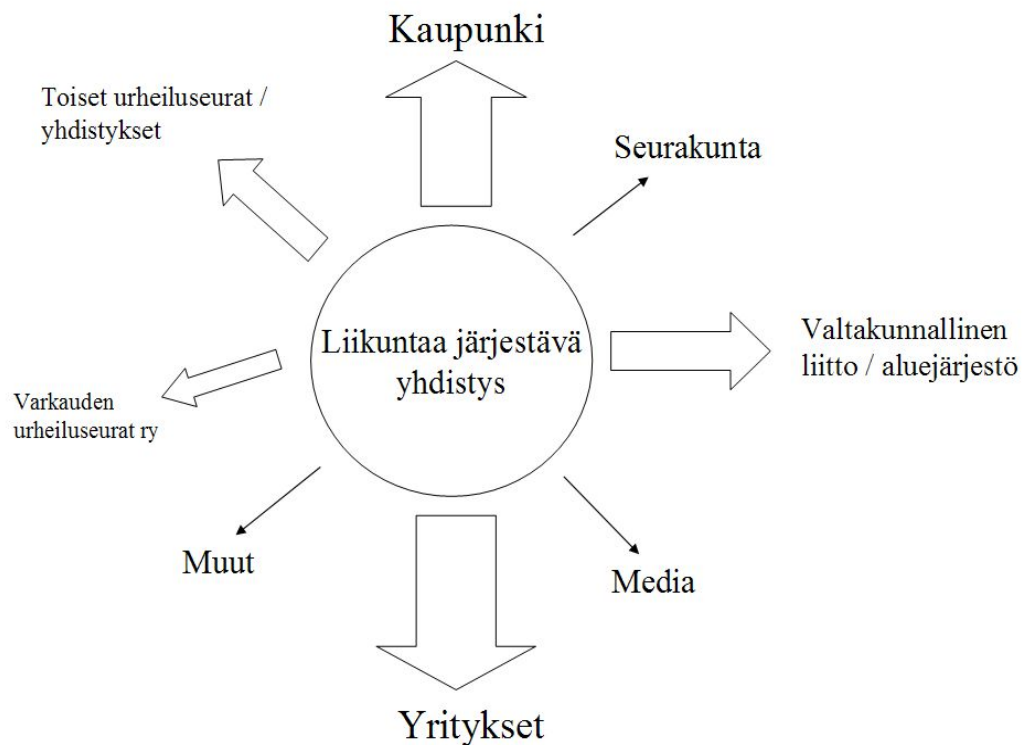 Kaupunki
Toiset urheiluseurat /
yhdistykset
Seurakunta
Liikuntaa järjestävä
yhdistys
Valtakunnallinen
liitto / aluejärjestö
Varkauden
urheiluseurat ry
Muut
Media
Yritykset